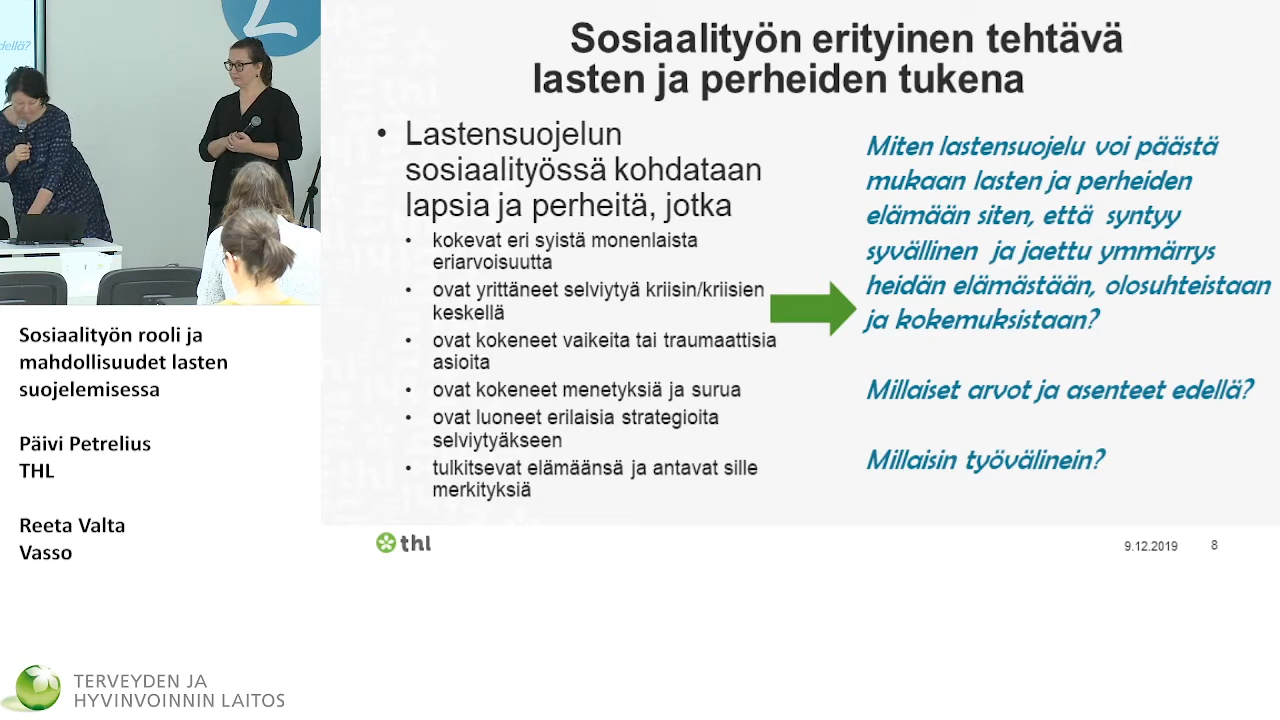 edellä?
Sosiaalityön erityinen tehtävä
lasten ja perheiden tukena
• Lastensuojelun
sosiaalityössä kohdataan
lapsia ja perheitä, jotka
• kokevat eri syistä monenlaista
eriarvoisuutta
• ovat yrittäneet selviytyä kriisin/kriisien
keskellä
• ovat kokeneet vaikeita tai traumaattisia
asioita
• ovat kokeneet menetyksiä ja surua
• ovat luoneet erilaisia strategioita
selviytyäkseen
• tulkitsevat elämäänsä ja antavat sille
merkityksiä
Miten lastensuojelu voi päästä
mukaan lasten ja perheiden
elämään siten, että syntyy
syvällinen ja jaettu ymmärrys
heidän elämästään, olosuhteistaan
ja kokemuksistaan?
Millaiset arvot ja asenteet edellä?
Millaisin työvälinein?
thl
9.12.2019
8
Sosiaalityön rooli ja
mahdollisuudet lasten
suojelemisessa
Päivi Petrelius
THL
Reeta Valta
Vasso
TERVEYDEN JA
HYVINVOINNIN LAITOS